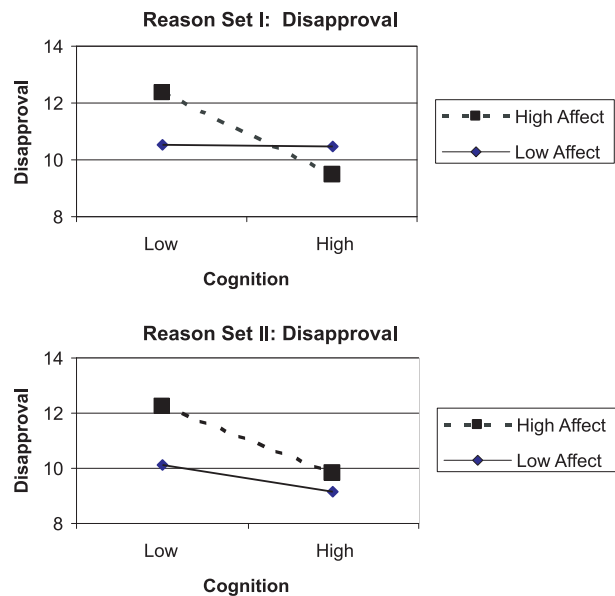 Reason Set I: Disapproval
14
12
10
8
Disapproval
Low
High
Cognition
High Affect
Low Affect
Reason Set II: Disapproval
14
12
10
8
Disapproval
Low
High
Cognition
High Affect
Low Affect